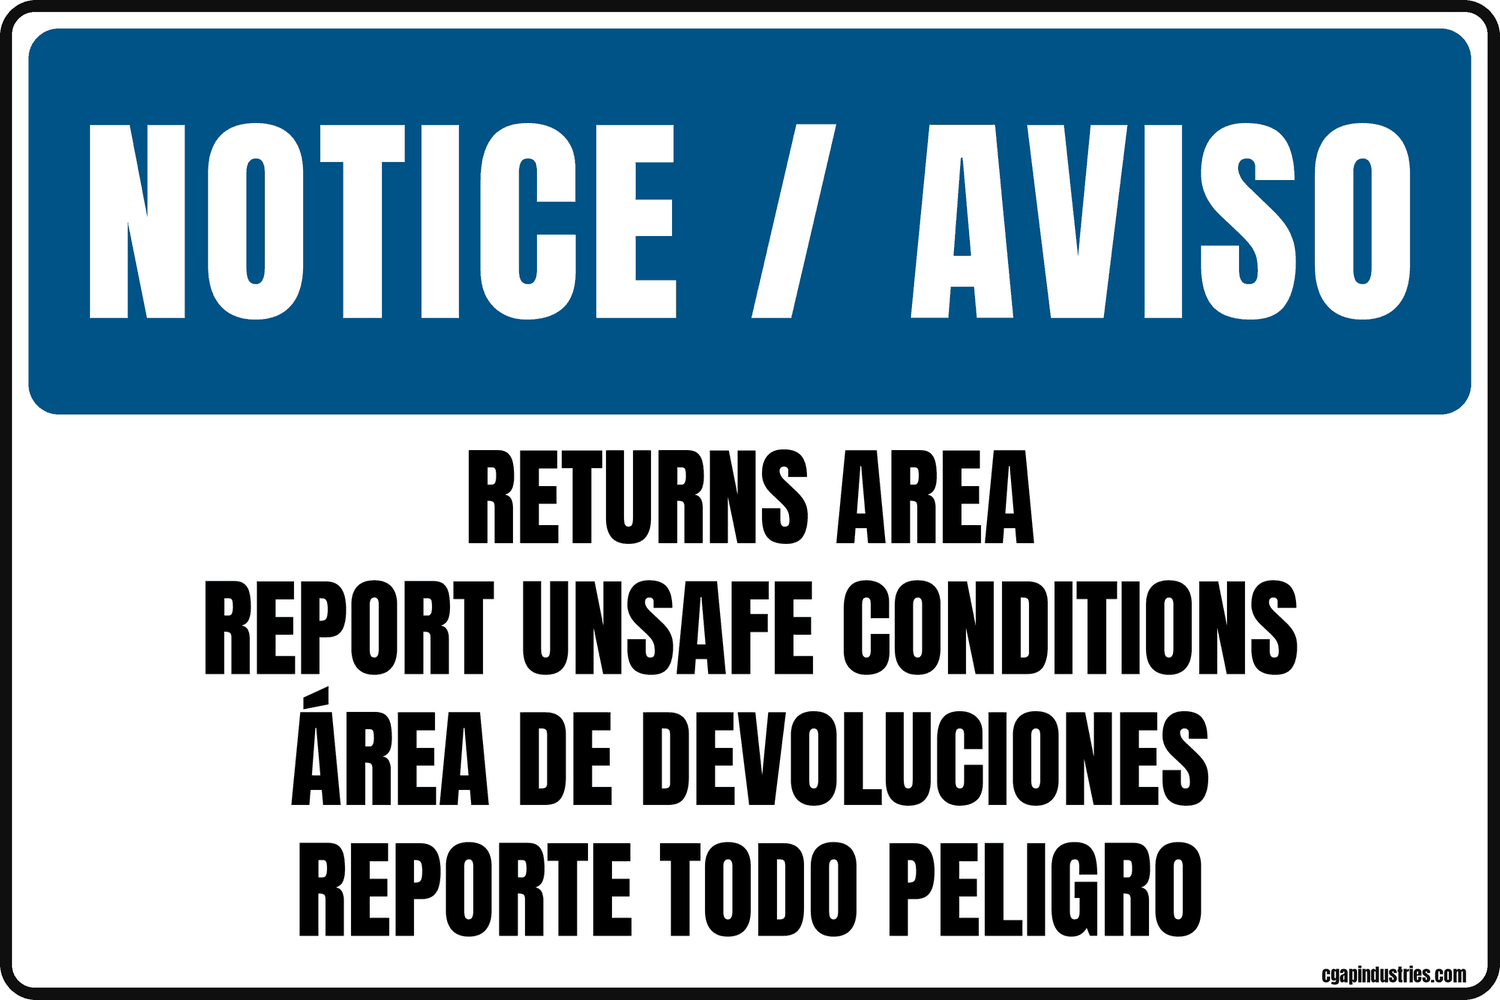 NOTICE / AVISO
RETURNS AREA
REPORT UNSAFE CONDITIONS
ÁREA DE DEVOLUCIONES
REPORTE TODO PELIGRO
cgapindustries.com